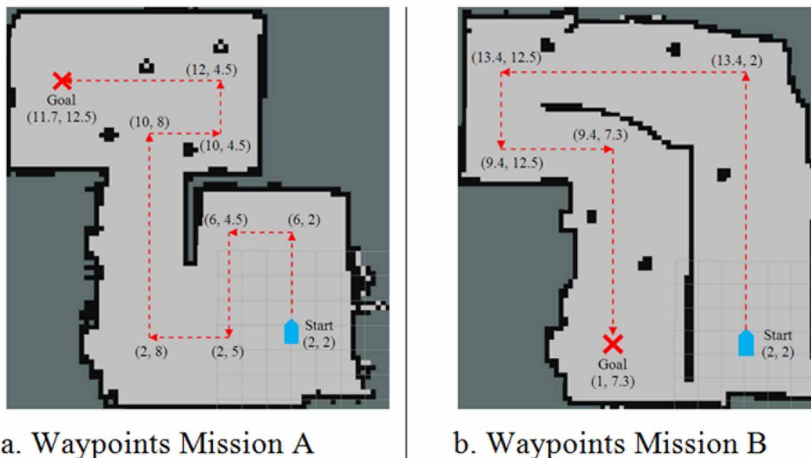 (12, 4.5)
Goal
(11.7, 12.5)
(10, 8)
(10, 4.5)
(6, 4.5)
(6, 2)
Start
(2, 2)
(2, 8)
(2, 5)
a. Waypoints Mission A
(13.4, 12.5)
(13.4, 2)
(9.4, 7.3)
(9.4, 12.5)
Start
(2, 2)
Goal
(1, 7.3)
b. Waypoints Mission B